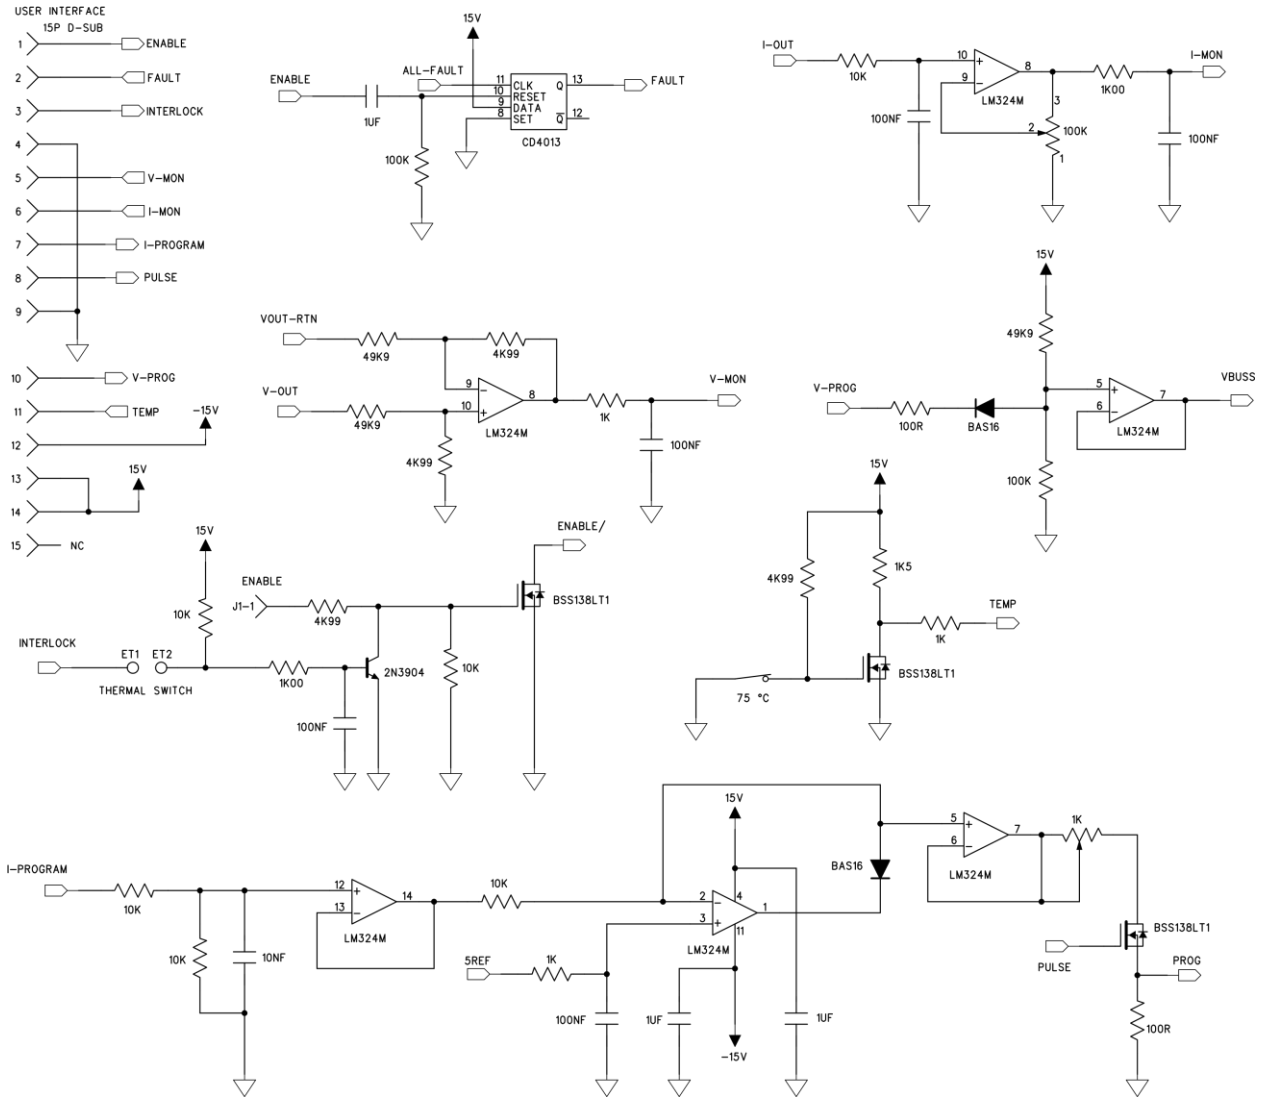 USER INTERFACE
15P D-SUB
1 ENABLE
2 FAULT
3 INTERLOCK
4
5 V-MON
6 I-MON
7 I-PROGRAM
8 PULSE
9
10 V-PROG
11 TEMP
-15V
12
13
15V
14
15 NC
15V
ENABLE
ALL-FAULT
11 CLK Q 13
FAULT
10 RESET
9 DATA
8 SET Q 12
1UF
CD4013
100K
I-OUT
10K
10
9
8
LM324M
1K00
I-MON
100NF
3
2
100K
1
100NF
VOUT-RTN
49K9
4K99
V-OUT
49K9
9
10
8
LM324M
4K99
1K
V-MON
100NF
15V
49K9
V-PROG
100R
BAS16
5
6
7
LM324M
VBUSS
100K
15V
10K
ENABLE
J1-1
4K99
ENABLE/
BSS138LT1
INTERLOCK
ET1 ET2
THERMAL SWITCH
1K00
2N3904
10K
100NF
15V
4K99
1K5
TEMP
1K
BSS138LT1
75 °C
I-PROGRAM
10K
10K
10NF
12
13
14
LM324M
10K
5REF
1K
100NF
15V
2
3
4
11
1
LM324M
1UF
-15V
1UF
BAS16
5
6
7
LM324M
1K
BSS138LT1
PULSE
PROG
100R